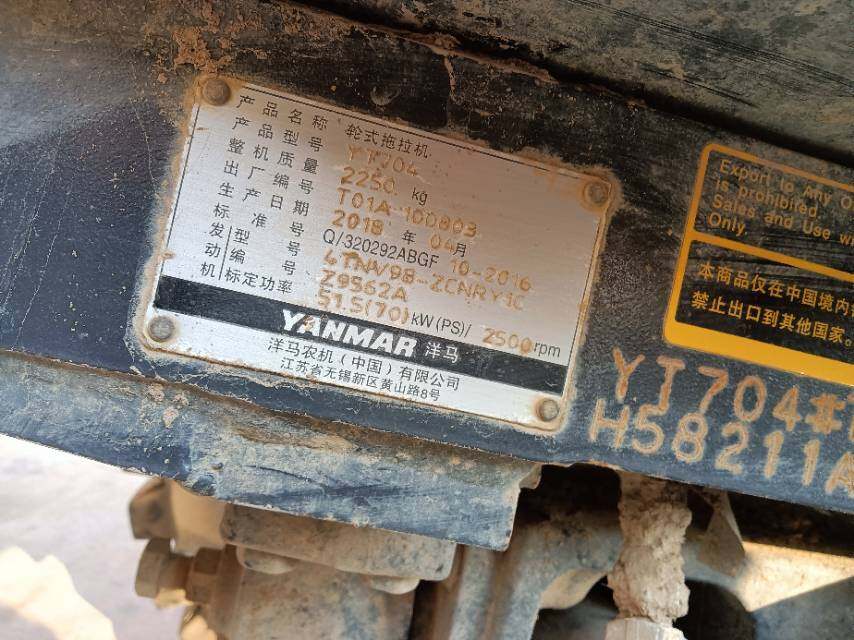 产品名称 轮式拖拉机
产品型号 YT704
整机质量 2250 kg
出厂编号 T01A-100803
生产日期 2018 年 04 月
标准号 Q/320292ABGF 10-2016
发动机 型号 4TNV98-ZCNRYTC
编号 Z9562A
标定功率 51.5(70) kW(PS)/ 2500 rpm
YANMAR 洋马
洋马农机(中国)有限公司
江苏省无锡新区黄山路8号
Export to Any O
is prohibited.
Sales and Use w
Only.
本商品仅在中国境内
禁止出口到其他国家。
YT704*
H58211A